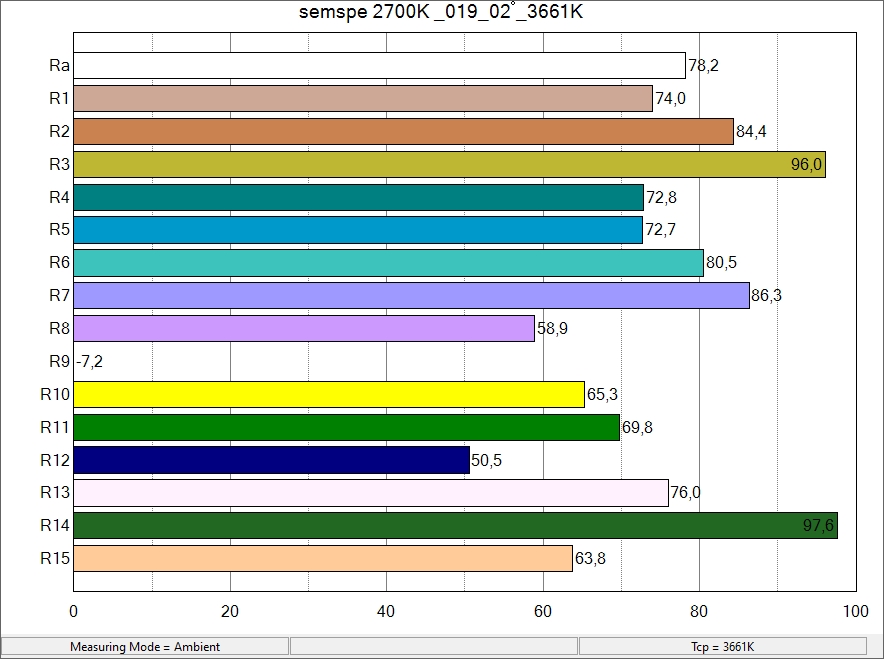 semspe 2700K _019_02°_3661K
Ra 78,2
R1 74,0
R2 84,4
R3 96,0
R4 72,8
R5 72,7
R6 80,5
R7 86,3
R8 58,9
R9 -7,2
R10 65,3
R11 69,8
R12 50,5
R13 76,0
R14 97,6
R15 63,8
0 20 40 60 80 100
Measuring Mode = Ambient Tcp = 3661K